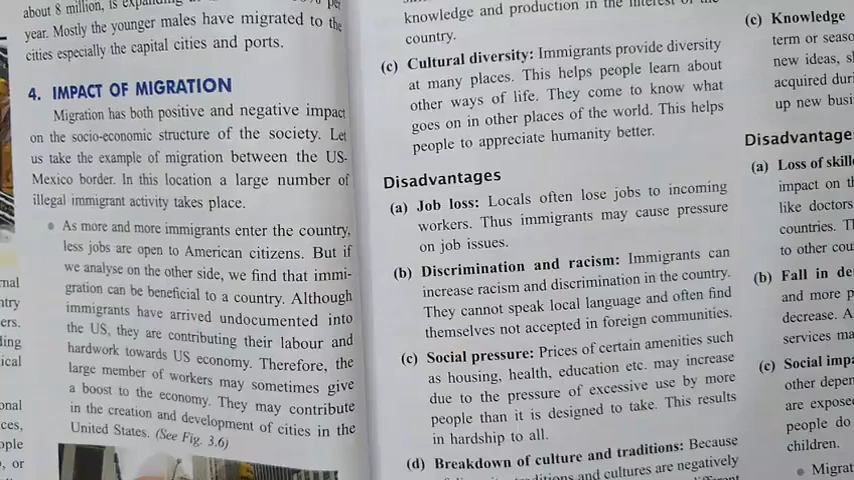 about 8 million, is
year. Mostly the younger males have migrated to the
cities especially the capital cities and ports.
4. IMPACT OF MIGRATION
Migration has both positive and negative impact
on the socio-economic structure of the society. Let
us take the example of migration between the US-
Mexico border. In this location a large number of
illegal immigrant activity takes place.
• As more and more immigrants enter the country,
less jobs are open to American citizens. But if
we analyse on the other side, we find that immi-
gration can be beneficial to a country. Although
immigrants have arrived undocumented into
the US, they are contributing their labour and
hardwork towards US economy. Therefore, the
large member of workers may sometimes give
a boost to the economy. They may contribute
in the creation and development of cities in the
United States. (See Fig. 3.6)
knowledge and production in the interest of the
country.
(c) Cultural diversity: Immigrants provide diversity
at many places. This helps people learn about
other ways of life. They come to know what
goes on in other places of the world. This helps
people to appreciate humanity better.
Disadvantages
(a) Job loss: Locals often lose jobs to incoming
workers. Thus immigrants may cause pressure
on job issues.
(b) Discrimination and racism: Immigrants can
increase racism and discrimination in the country.
They cannot speak local language and often find
themselves not accepted in foreign communities.
(c) Social pressure: Prices of certain amenities such
as housing, health, education etc. may increase
due to the pressure of excessive use by more
people than it is designed to take. This results
in hardship to all.
(d) Breakdown of culture and traditions: Because
and cultures are negatively
(c) Knowledge
term or
new ideas,
acquired
up new
Disadvantage
(a) Loss of
impact on
like doctors
countries.
to other
(b) Fall in
and more
decrease. A
services
(c) Social
other
are
people do
children.
•